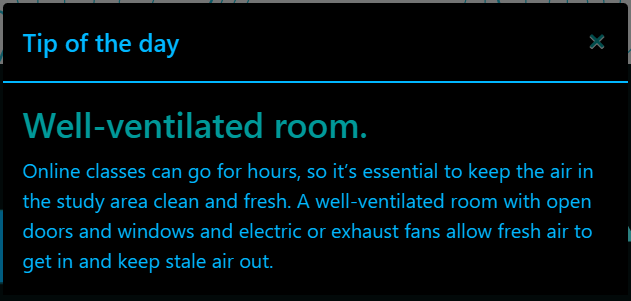 Tip of the day
Well-ventilated room.
Online classes can go for hours, so it’s essential to keep the air in
the study area clean and fresh. A well-ventilated room with open
doors and windows and electric or exhaust fans allow fresh air to
get in and keep stale air out.